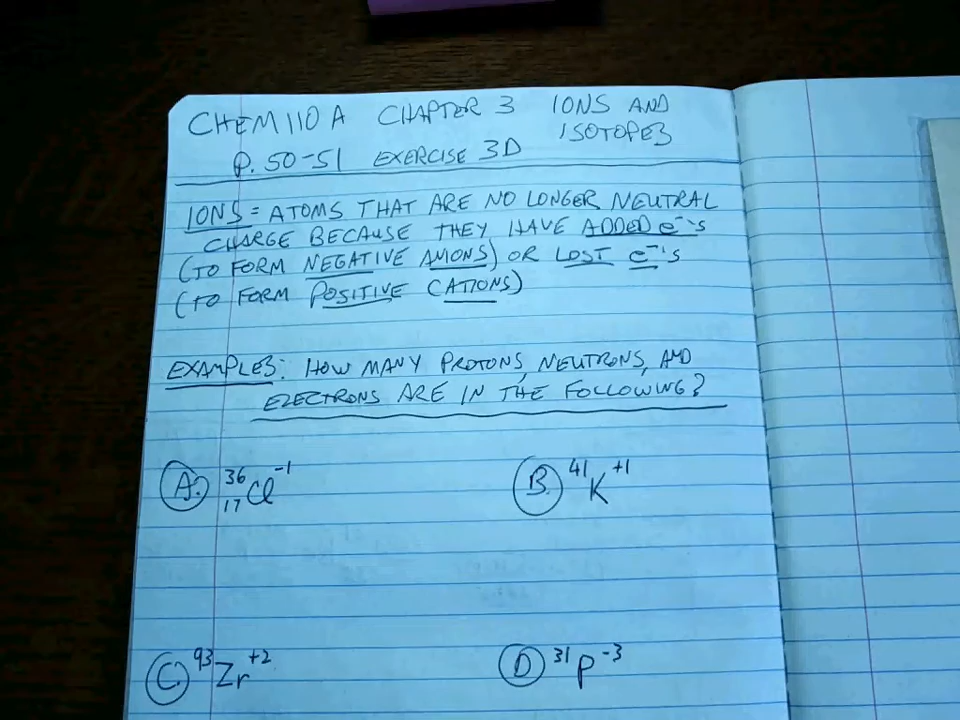 CHEM 110A CHAPTER 3 IONS AND
ISOTOPES
P. 50-51 EXERCISE 3D
IONS = ATOMS THAT ARE NO LONGER NEUTRAL
CHARGE BECAUSE THEY HAVE ADDED e⁻'s
(TO FORM NEGATIVE ANIONS) OR LOST e⁻'s
(TO FORM POSITIVE CATIONS)
EXAMPLES: HOW MANY PROTONS, NEUTRONS, AND
ELECTRONS ARE IN THE FOLLOWING?
A. ³⁶₁₇Cl⁻¹ B. ⁴¹K⁺¹
C. ⁹³Zr⁺² D ³¹P⁻³